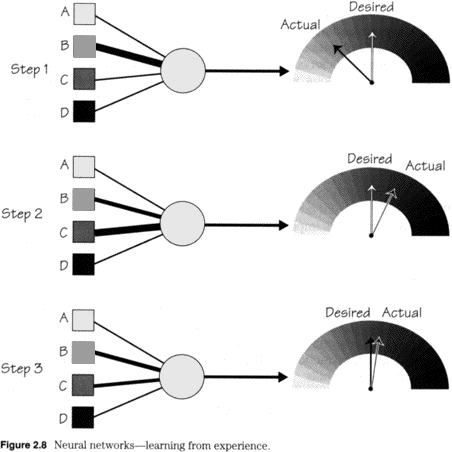 Desired
Actual
A
B
Step 1
C
D
Desired
Actual
A
B
Step 2
C
D
Desired Actual
A
B
Step 3
C
D
Figure 2.8 Neural networks—learning from experience.